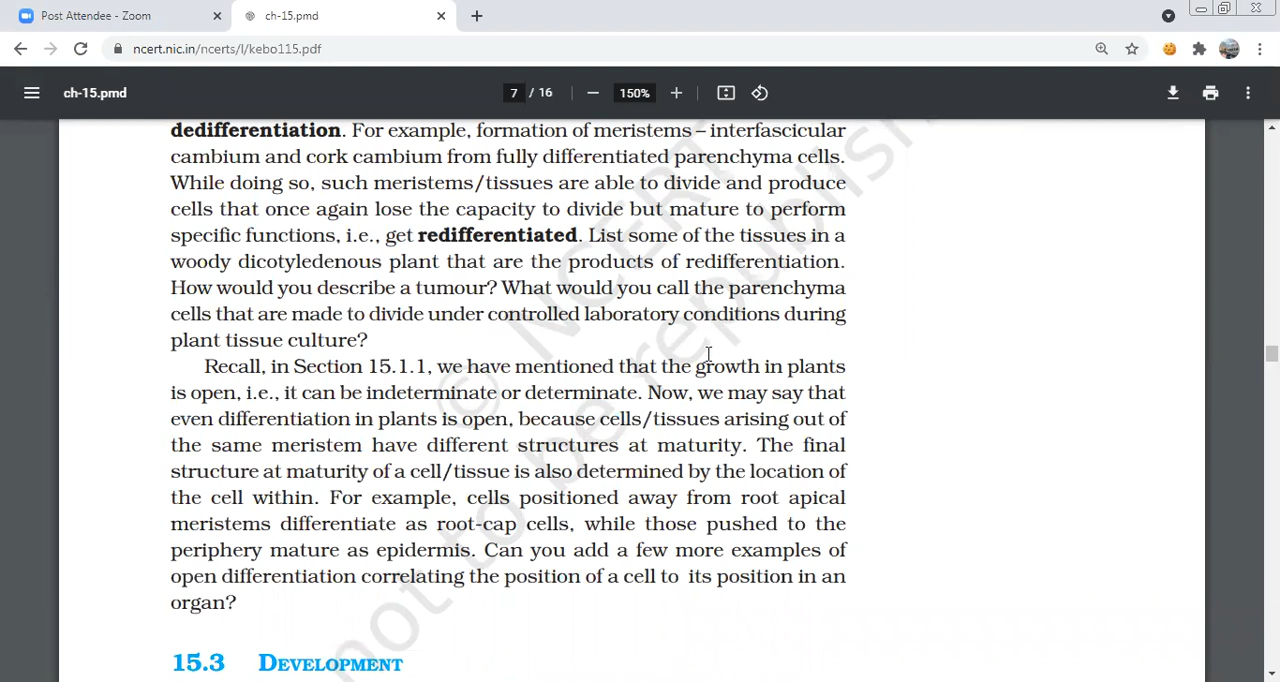 Post Attendee - Zoom
ch-15.pmd
ncert.nic.in/ncerts/l/kebo115.pdf
ch-15.pmd
7 / 16
150%
dedifferentiation. For example, formation of meristems – interfascicular
cambium and cork cambium from fully differentiated parenchyma cells.
While doing so, such meristems/tissues are able to divide and produce
cells that once again lose the capacity to divide but mature to perform
specific functions, i.e., get redifferentiated. List some of the tissues in a
woody dicotyledenous plant that are the products of redifferentiation.
How would you describe a tumour? What would you call the parenchyma
cells that are made to divide under controlled laboratory conditions during
plant tissue culture?
Recall, in Section 15.1.1, we have mentioned that the growth in plants
is open, i.e., it can be indeterminate or determinate. Now, we may say that
even differentiation in plants is open, because cells/tissues arising out of
the same meristem have different structures at maturity. The final
structure at maturity of a cell/tissue is also determined by the location of
the cell within. For example, cells positioned away from root apical
meristems differentiate as root-cap cells, while those pushed to the
periphery mature as epidermis. Can you add a few more examples of
open differentiation correlating the position of a cell to its position in an
organ?
15.3 DEVELOPMENT
© NCERT
not to be republish